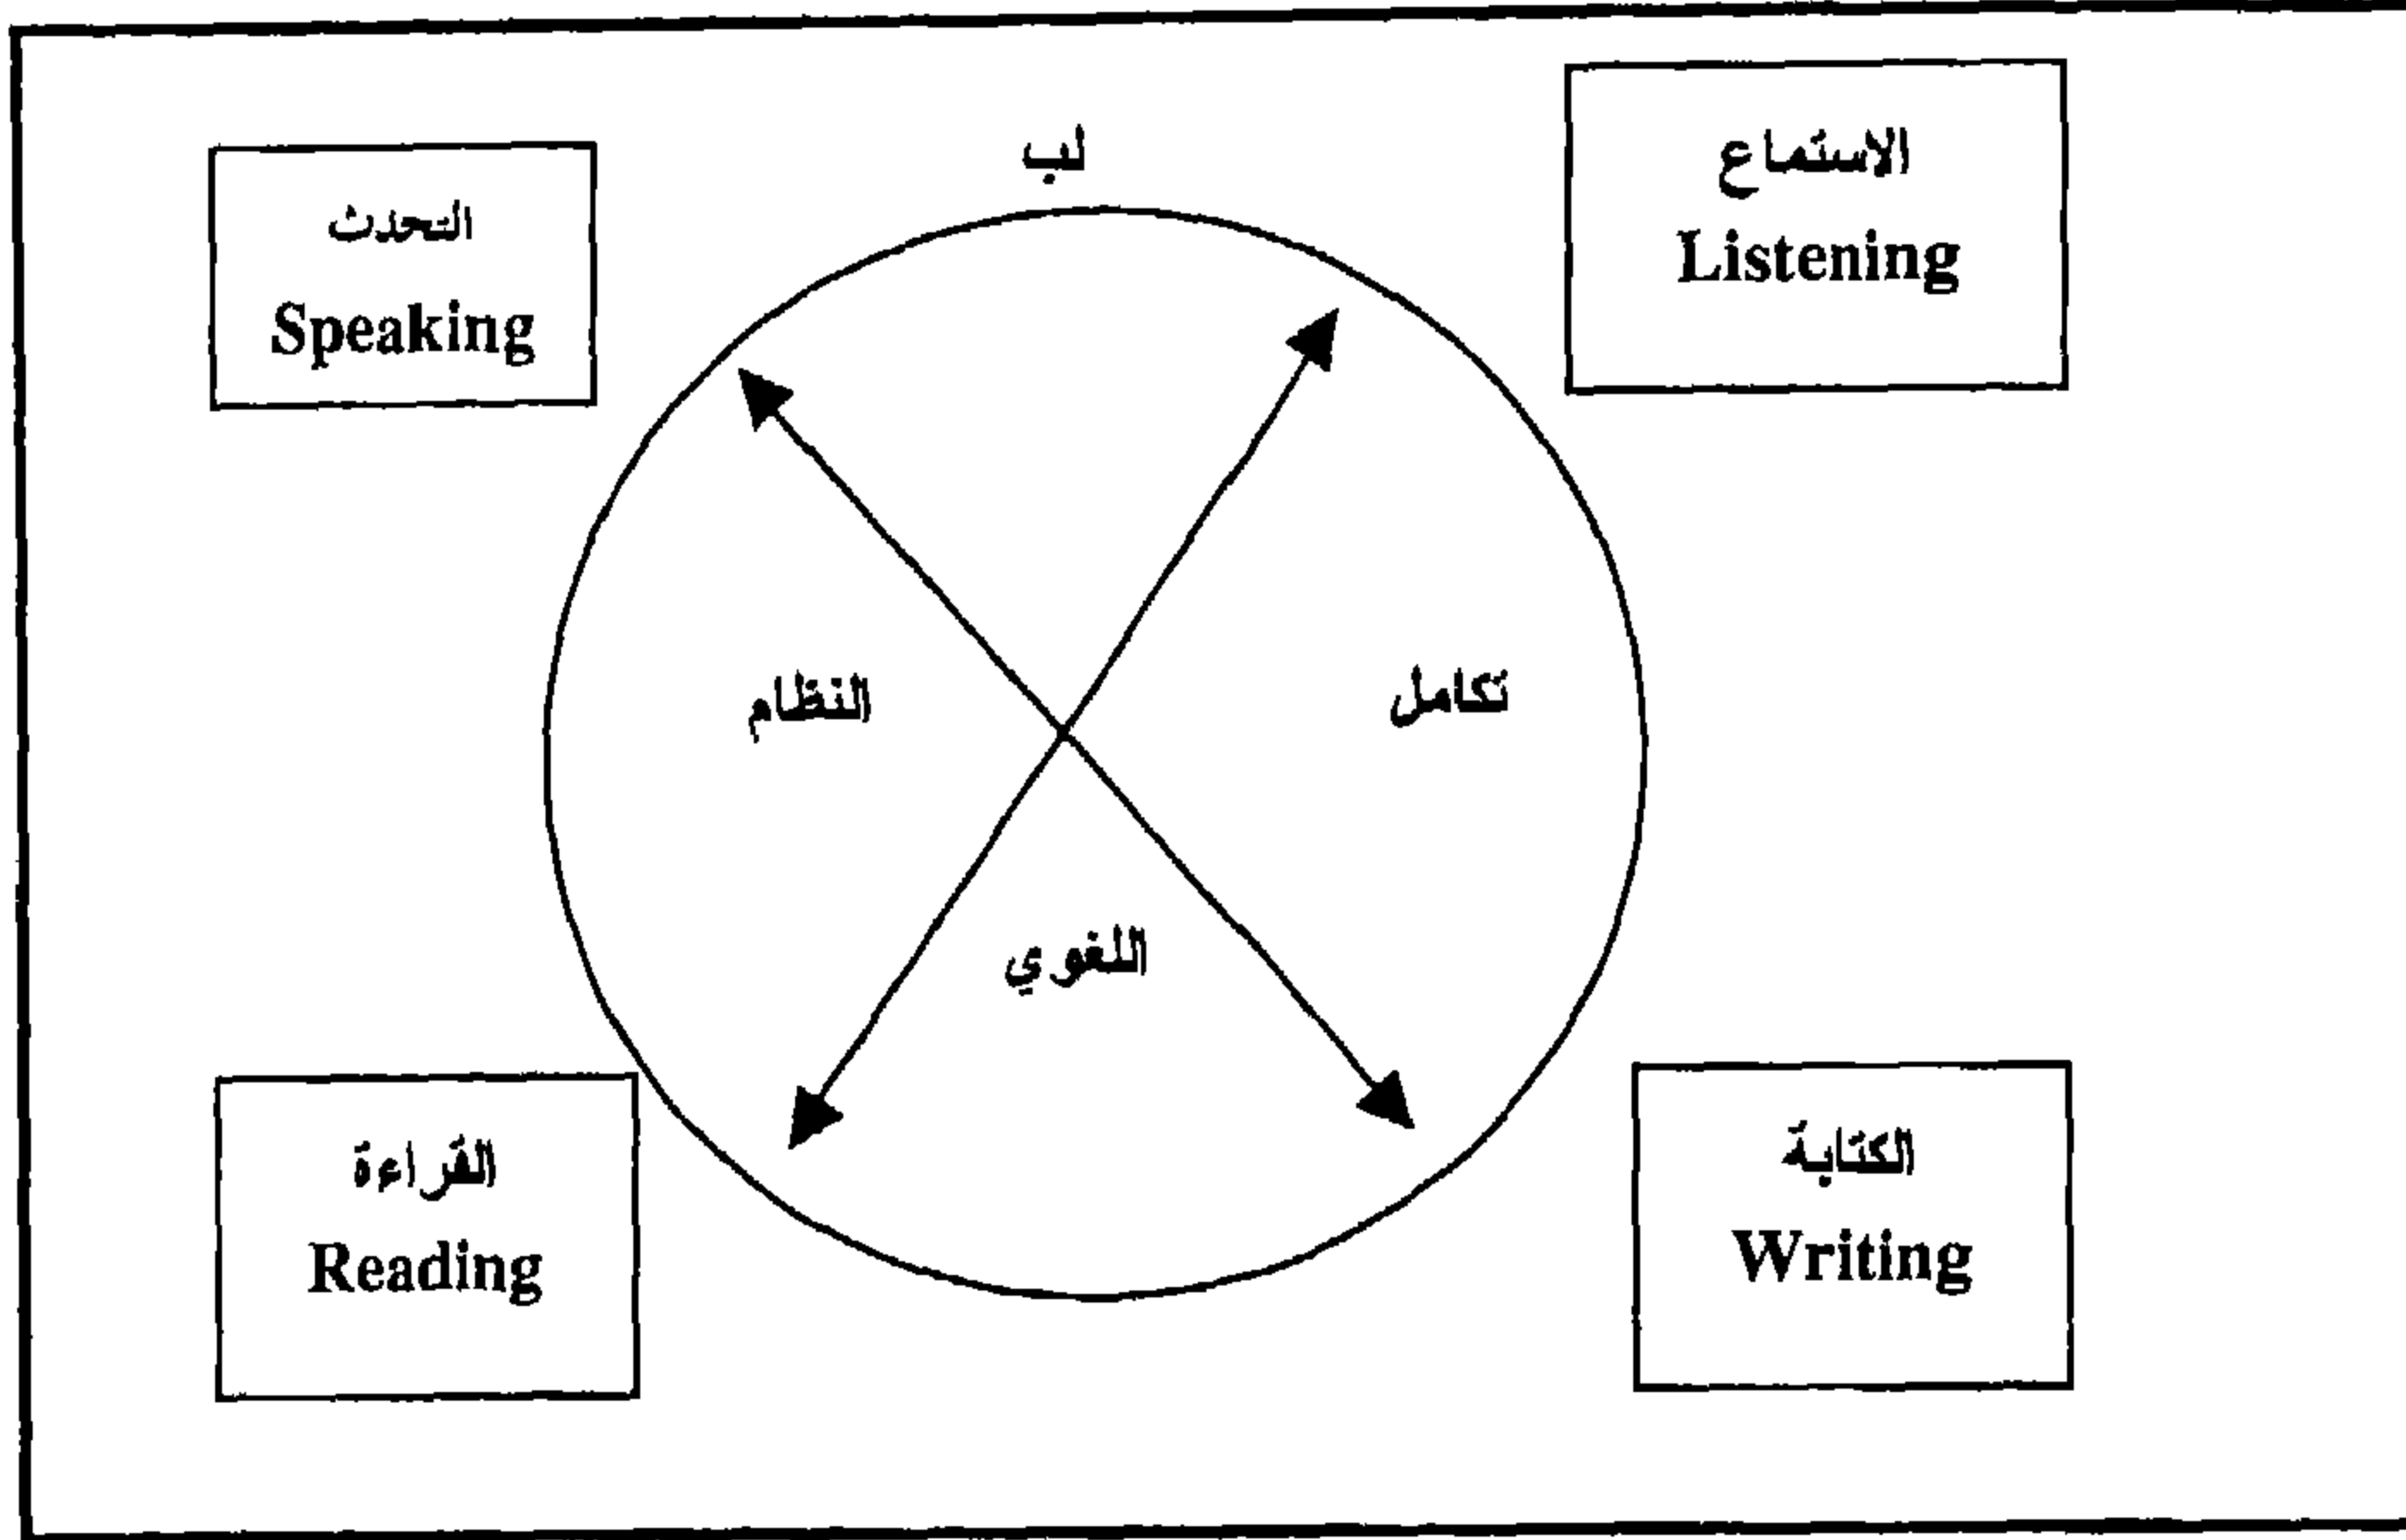 لب
الاستماع
Listening
التحدث
Speaking
تكامل
النظام
اللغوي
الكتابة
Writing
القراءة
Reading